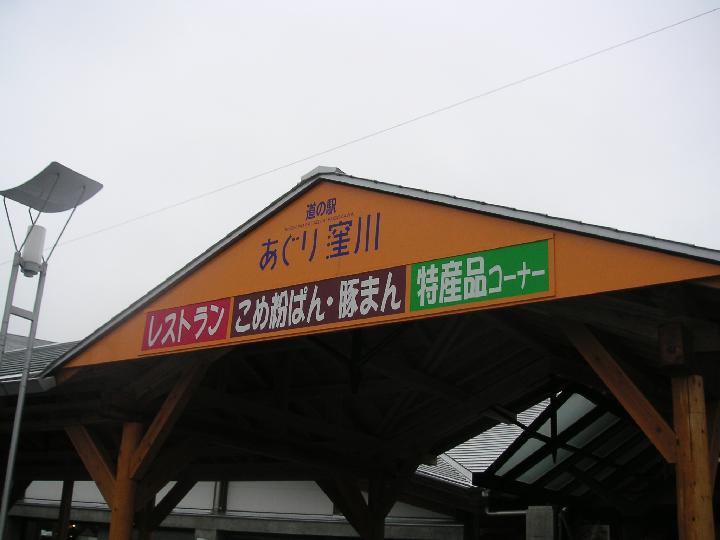 道の駅
あぐり窪川
レストラン
こめ粉ぱん・豚まん
特産品コーナー